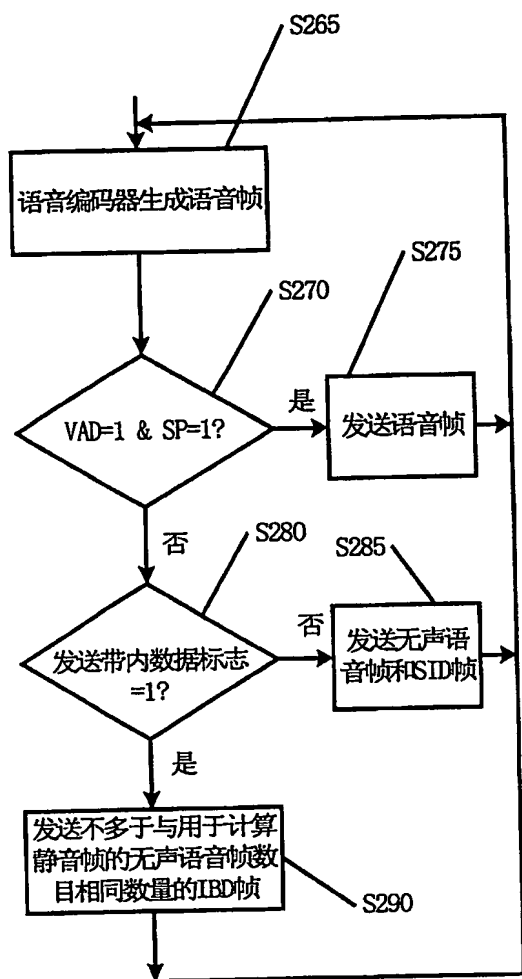 S265
语音编码器生成语音帧
S275
S270
VAD=1 & SP=1?
是
发送语音帧
否
S280
S285
发送带内数据标志
=1?
否
发送无声语
音帧和SID帧
是
发送不多于与用于计算
静音帧的无声语音帧数
目相同数量的IBD帧
S290